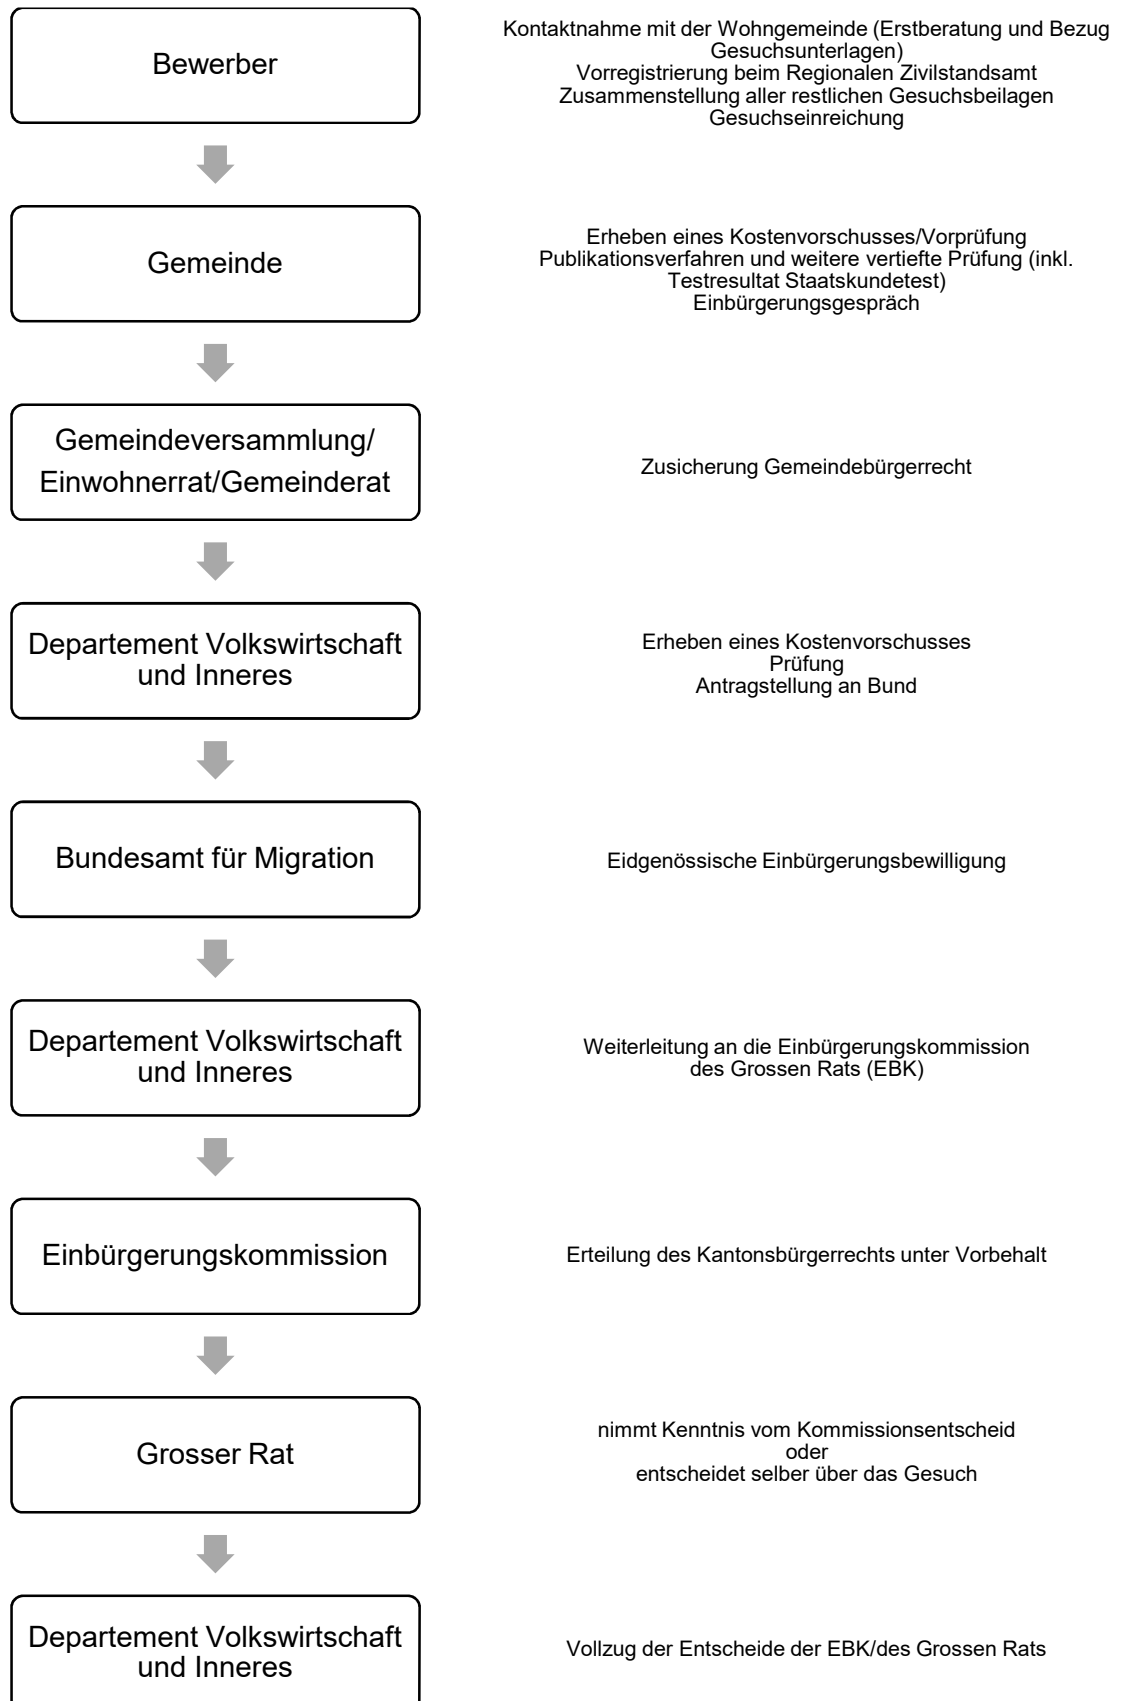 Bewerber
Kontaktnahme mit der Wohngemeinde (Erstberatung und Bezug
Gesuchsunterlagen)
Vorregistrierung beim Regionalen Zivilstandsamt
Zusammenstellung aller restlichen Gesuchsbeilagen
Gesuchseinreichung
Gemeinde
Erheben eines Kostenvorschusses/Vorprüfung
Publikationsverfahren und weitere vertiefte Prüfung (inkl.
Testresultat Staatskundetest)
Einbürgerungsgespräch
Gemeindeversammlung/
Einwohnerrat/Gemeinderat
Zusicherung Gemeindebürgerrecht
Departement Volkswirtschaft
und Inneres
Erheben eines Kostenvorschusses
Prüfung
Antragstellung an Bund
Bundesamt für Migration
Eidgenössische Einbürgerungsbewilligung
Departement Volkswirtschaft
und Inneres
Weiterleitung an die Einbürgerungskommission
des Grossen Rats (EBK)
Einbürgerungskommission
Erteilung des Kantonsbürgerrechts unter Vorbehalt
Grosser Rat
nimmt Kenntnis vom Kommissionsentscheid
oder
entscheidet selber über das Gesuch
Departement Volkswirtschaft
und Inneres
Vollzug der Entscheide der EBK/des Grossen Rats